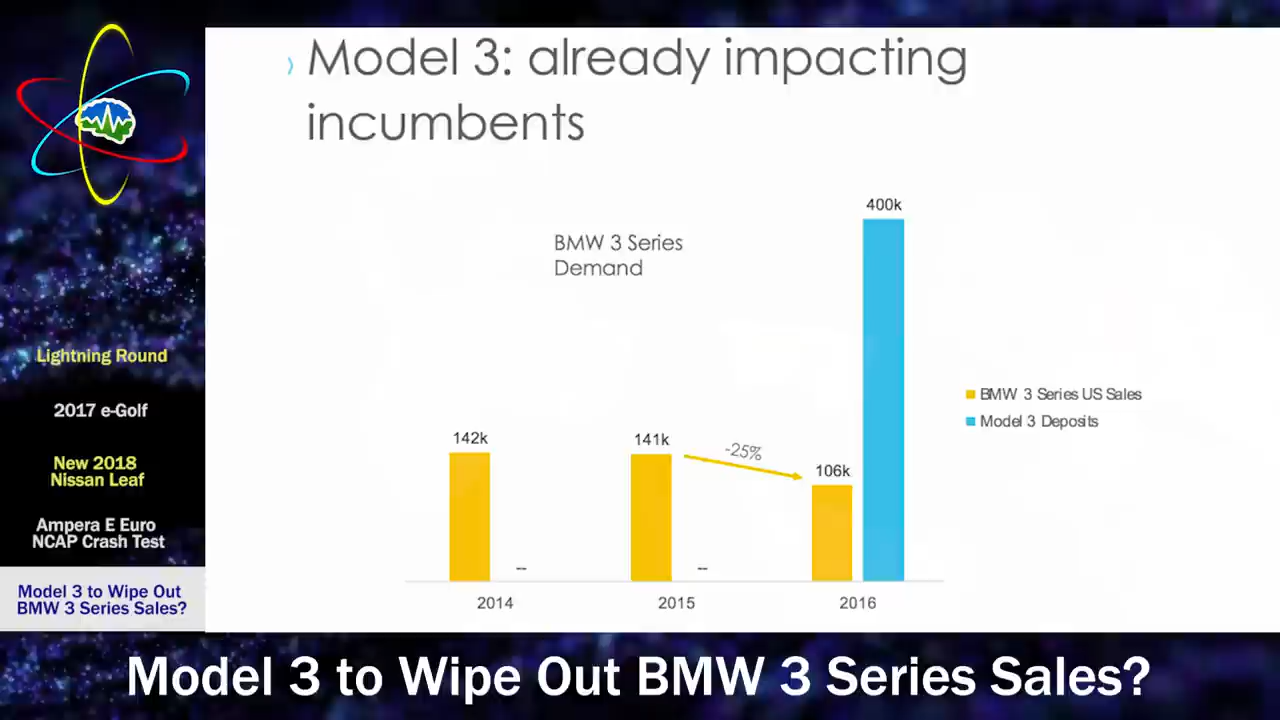 Model 3: already impacting
incumbents
BMW 3 Series
Demand
400k
142k
141k
-25%
106k
--
--
BMW 3 Series US Sales
Model 3 Deposits
2014
2015
2016
Lightning Round
2017 e-Golf
New 2018
Nissan Leaf
Ampera E Euro
NCAP Crash Test
Model 3 to Wipe Out
BMW 3 Series Sales?
Model 3 to Wipe Out BMW 3 Series Sales?